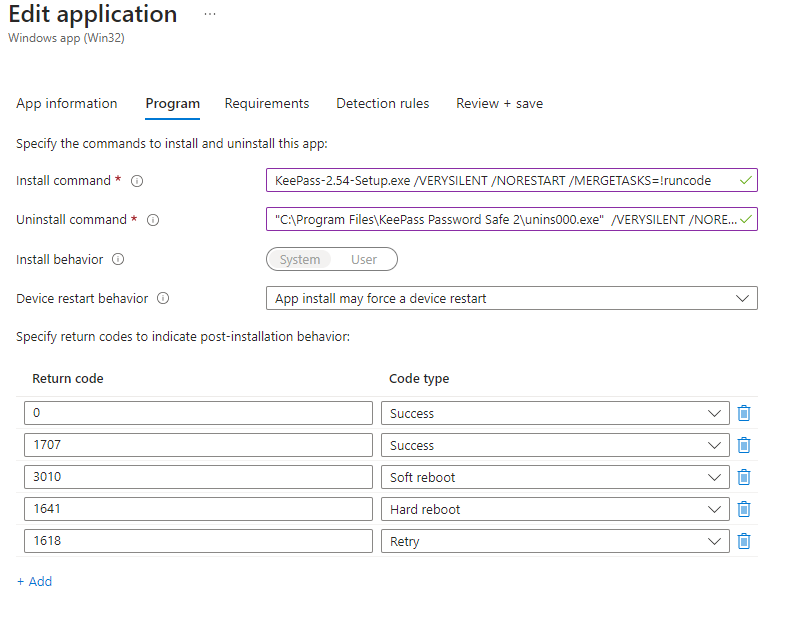 Edit application ...
Windows app (Win32)
App information Program Requirements Detection rules Review + save
Specify the commands to install and uninstall this app:
Install command * KeePass-2.54-Setup.exe /VERYSILENT /NORESTART /MERGETASKS=!runcode
Uninstall command * "C:\Program Files\KeePass Password Safe 2\unins000.exe" /VERYSILENT /NORE...
Install behavior System User
Device restart behavior App install may force a device restart
Specify return codes to indicate post-installation behavior:
Return code Code type
0 Success
1707 Success
3010 Soft reboot
1641 Hard reboot
1618 Retry
+ Add